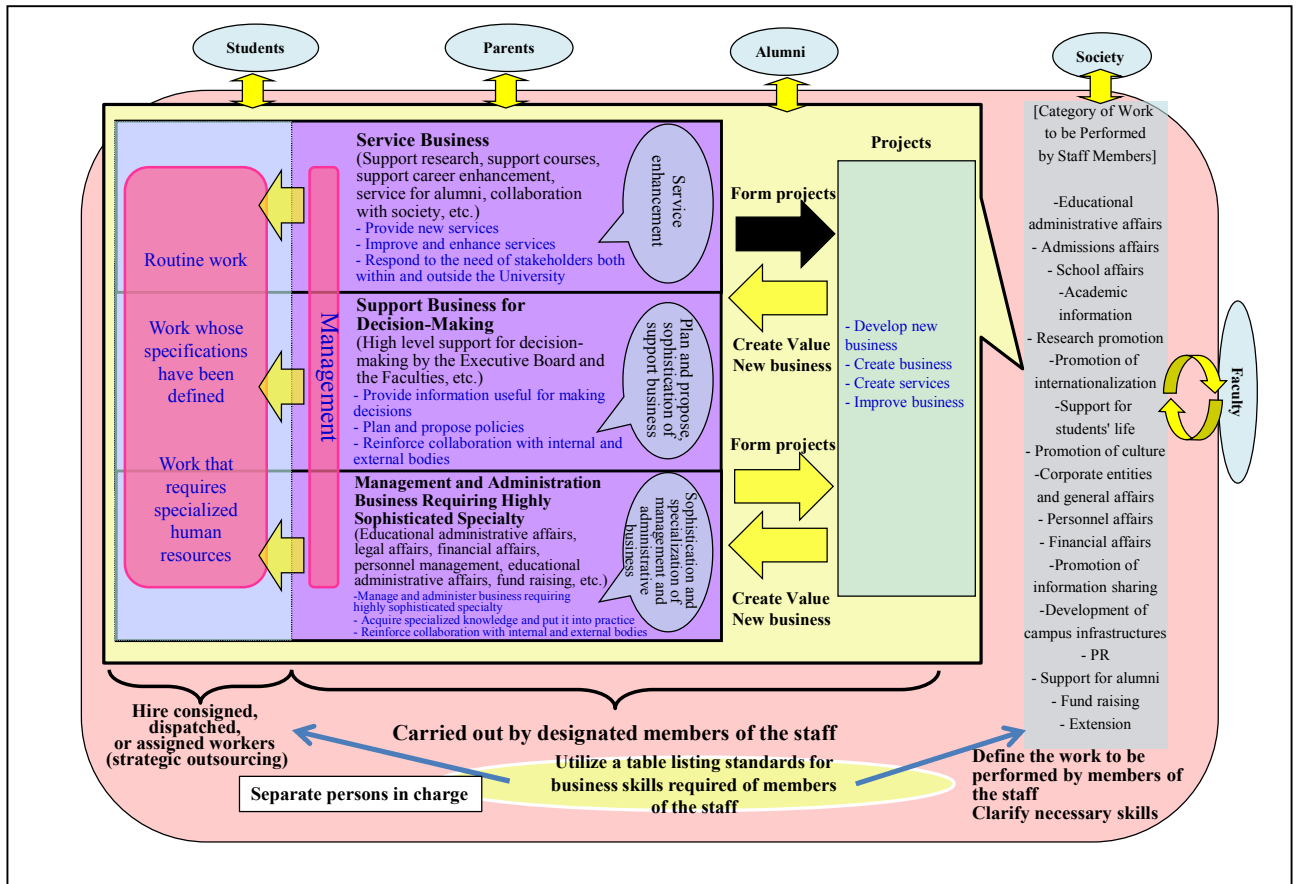 Students
Parents
Alumni
Society
Service Business
(Support research, support courses,
support career enhancement,
service for alumni, collaboration
with society, etc.)
- Provide new services
- Improve and enhance services
- Respond to the need of stakeholders both
within and outside the University
Service
enhancement
Support Business for
Decision-Making
(High level support for decision-
making by the Executive Board and
the Faculties, etc.)
- Provide information useful for making
decisions
- Plan and propose policies
- Reinforce collaboration with internal and
external bodies
Plan and propose,
sophistication of
support business
Management and Administration
Business Requiring Highly
Sophisticated Specialty
(Educational administrative affairs,
legal affairs, financial affairs,
personnel management, educational
administrative affairs, fund raising, etc.)
-Manage and administer business requiring
highly sophisticated specialty
- Acquire specialized knowledge and put it into practice
- Reinforce collaboration with internal and external bodies
Sophistication and
specialization of
management and
administrative
business
Routine work
Work whose
specifications
have been
defined
Work that
requires
specialized
human
resources
Management
Form projects
Create Value
New business
Form projects
Create Value
New business
Projects
- Develop new
business
- Create business
- Create services
- Improve business
[Category of Work
to be Performed
by Staff Members]
-Educational
administrative affairs
- Admissions affairs
- School affairs
-Academic
information
- Research promotion
-Promotion of
internationalization
-Support for
students' life
- Promotion of culture
-Corporate entities
and general affairs
- Personnel affairs
- Financial affairs
-Promotion of
information sharing
-Development of
campus infrastructures
- PR
- Support for alumni
- Fund raising
- Extension
Faculty
Hire consigned,
dispatched,
or assigned workers
(strategic outsourcing)
Carried out by designated members of the staff
Separate persons in charge
Utilize a table listing standards for
business skills required of members
of the staff
Define the work to be
performed by members of
the staff
Clarify necessary skills